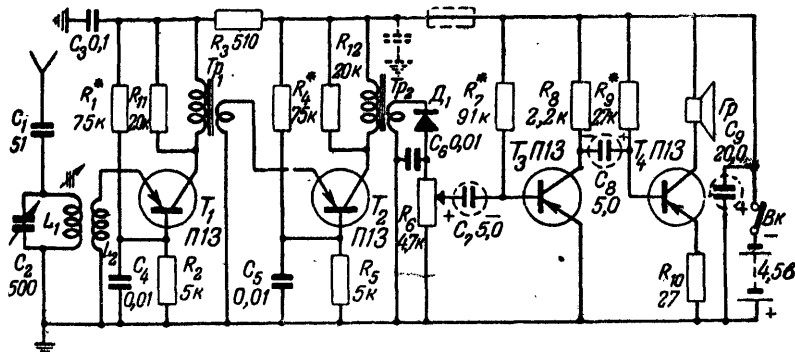 C₃ 0,1
R₃ 510
R₁*
75к
R₁₁
20к
Тр₁
R₄*
75к
R₁₂
20к
Тр₂
Д₁
C₆ 0,01
R₇*
91к
R₈
2,2к
R₉*
27к
Гр
C₉
20,0
+
C₁
51
L₁
L₂
C₂
500
T₁
П13
C₄
0,01
R₂
5к
C₅
0,01
T₂
П13
R₅
5к
R₆
4,7к
+ −
C₇ 5,0
T₃ П13
+
C₈
5,0
T₄ П13
R₁₀
27
Вк
−
4,5в
+